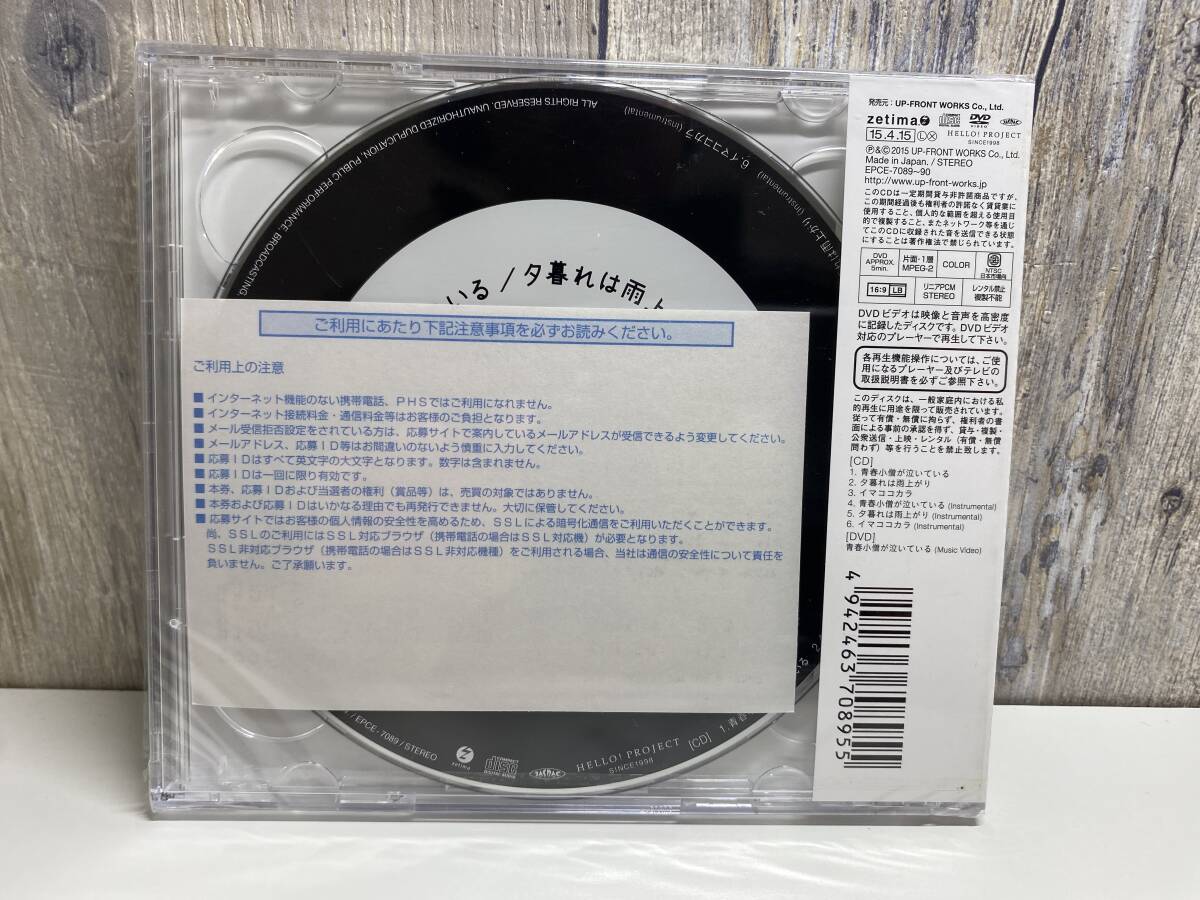 ALL RIGHTS RESERVED. UNAUTHORIZED DUPLICATION, PUBLIC PERFORMANCE, BROADCASTING
6. イマココカラ (Instrumental)
は雨上がり (Instrumental)
いる / 夕暮れは雨上
ご利用にあたり下記注意事項を必ずお読みください。
ご利用上の注意
■インターネット機能のない携帯電話、PHSではご利用になれません。
■インターネット接続料金・通信料金等はお客様のご負担となります。
■メール受信拒否設定をされている方は、応募サイトで案内しているメールアドレスが受信できるよう変更してください。
■メールアドレス、応募ID等はお間違いのないよう慎重に入力してください。
■応募IDはすべて英文字の大文字となります。数字は含まれません。
■応募IDは一回に限り有効です。
■本券、応募IDおよび当選者の権利（賞品等）は、売買の対象ではありません。
■本券および応募IDはいかなる理由でも再発行できません。大切に保管してください。
■応募サイトではお客様の個人情報の安全性を高めるため、SSLによる暗号化通信をご利用いただくことができます。
尚、SSLのご利用にはSSL対応ブラウザ（携帯電話の場合はSSL対応機）が必要となります。
SSL非対応ブラウザ（携帯電話の場合はSSL非対応機種）をご利用される場合、当社は通信の安全性について責任を
負いません。ご了承願います。
/ EPCE-7089 / STEREO
zetima
COMPACT disc DIGITAL AUDIO
JASRAC
HELLO! PROJECT
SINCE1998
[CD] 1. 青春
発売元：UP-FRONT WORKS Co., Ltd.
zetima DVD VIDEO
15.4.15 L X HELLO! PROJECT
SINCE1998
℗&©2015 UP-FRONT WORKS Co., Ltd.
Made in Japan. / STEREO
EPCE-7089〜90
http://www.up-front-works.jp
このCDは一定期間貸与非許諾商品ですが、
この期間経過後も権利者の許諾なく賃貸業に
使用すること、個人的な範囲を超える使用目
的で複製すること、またネットワーク等を通じ
てこのCDに収録された音を送信できる状態
にすることは著作権法で禁じられています。
DVD APPROX. 5min. 片面・1層 MPEG-2 COLOR NTSC 日本市場向
16:9 LB リニアPCM STEREO レンタル禁止 複製不能
DVDビデオは映像と音声を高密度
に記録したディスクです。DVDビデオ
対応のプレーヤーで再生して下さい。
各再生機能操作については、ご使
用になるプレーヤー及びテレビの
取扱説明書を必ずご参照下さい。
このディスクは、一般家庭内における私
的再生に用途を限って販売されています。
従って有償・無償に拘らず、権利者の書
面による事前の承認を得ず、貸与・複製・
公衆送信・上映・レンタル（有償・無償
問わず）等を行うことを禁止致します。
[CD]
1. 青春小僧が泣いている
2. 夕暮れは雨上がり
3. イマココカラ
4. 青春小僧が泣いている (Instrumental)
5. 夕暮れは雨上がり (Instrumental)
6. イマココカラ (Instrumental)
[DVD]
青春小僧が泣いている (Music Video)
4 942463 708955